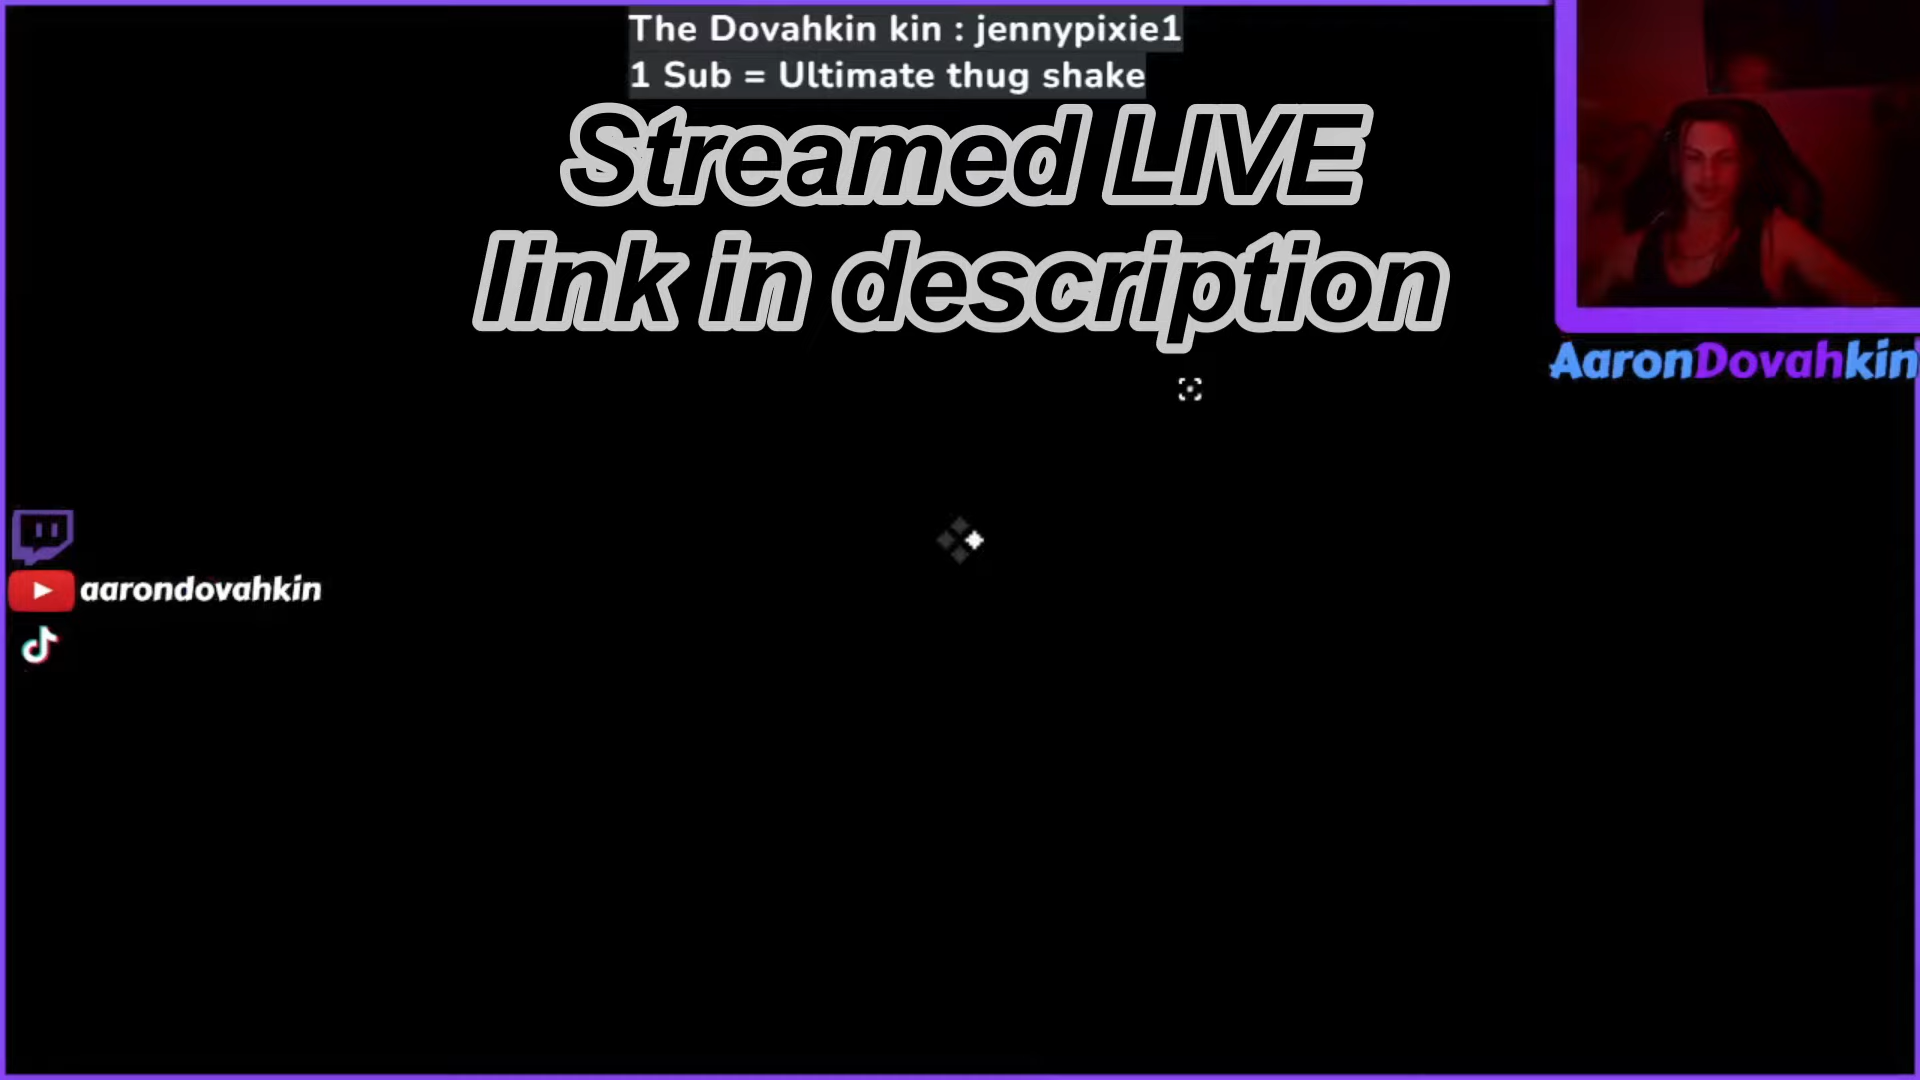 The Dovahkin kin : jennypixie1
1 Sub = Ultimate thug shake
Streamed LIVE
link in description
AaronDovahkin
aarondovahkin